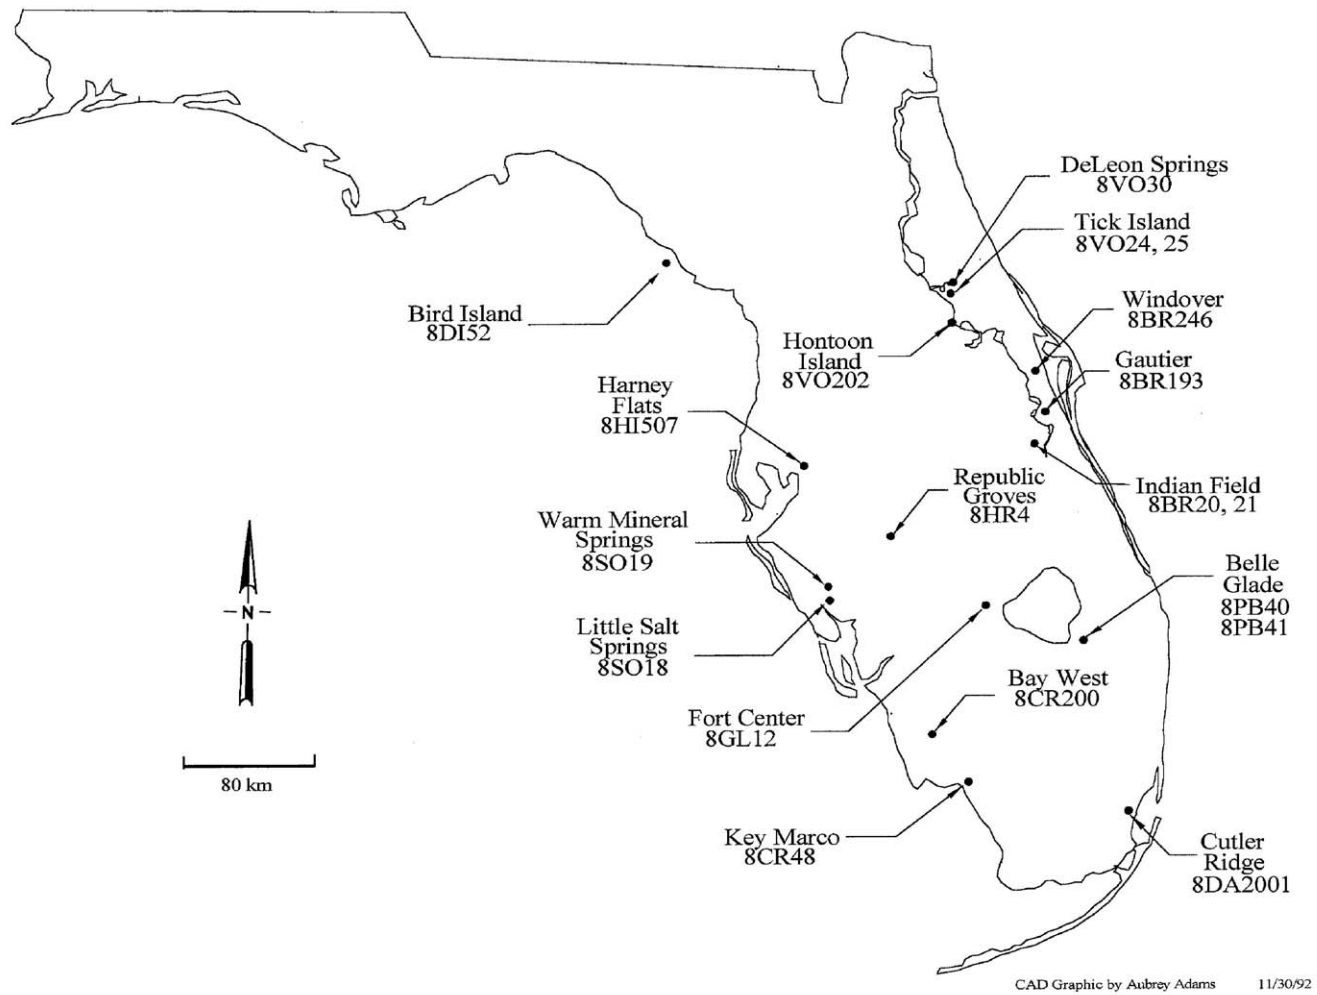 DeLeon Springs
8VO30
Tick Island
8VO24, 25
Windover
8BR246
Gautier
8BR193
Bird Island
8DI52
Hontoon
Island
8VO202
Harney
Flats
8HI507
Republic
Groves
8HR4
Indian Field
8BR20, 21
Warm Mineral
Springs
8SO19
Belle
Glade
8PB40
8PB41
N
Little Salt
Springs
8SO18
Bay West
8CR200
Fort Center
8GL12
80 km
Key Marco
8CR48
Cutler
Ridge
8DA2001
CAD Graphic by Aubrey Adams 11/30/92